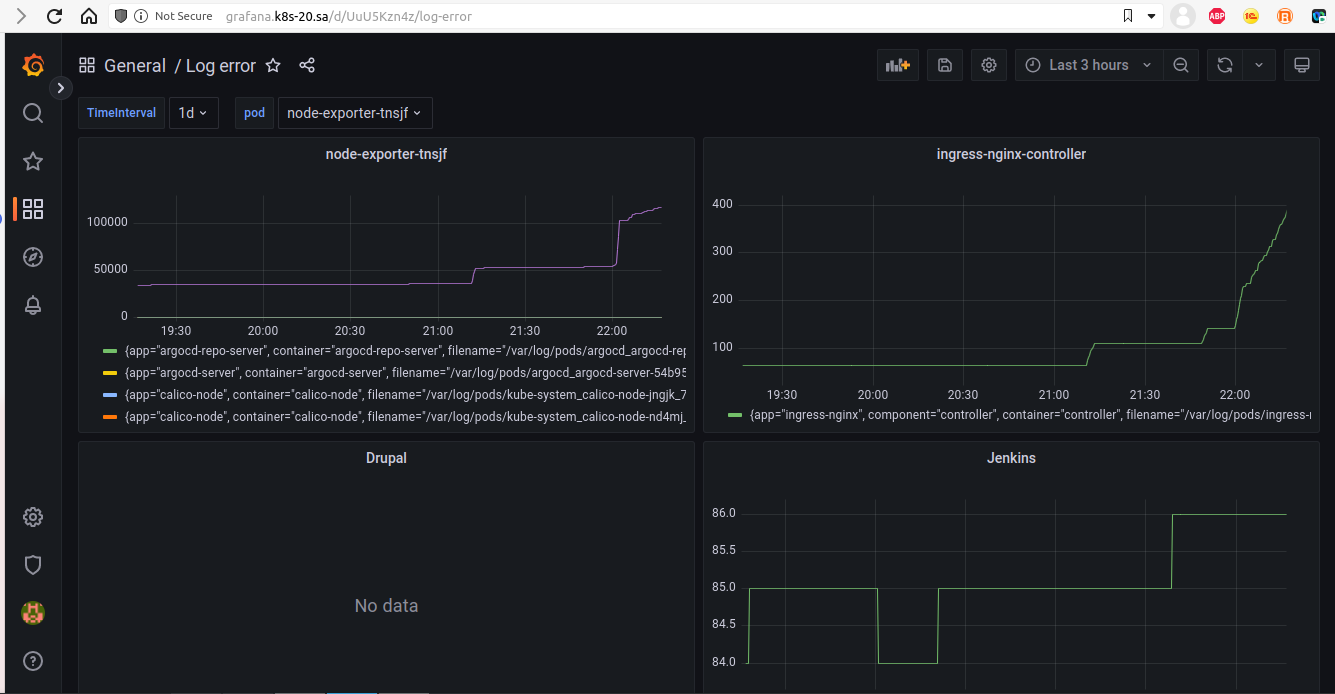 Not Secure grafana.k8s-20.sa/d/UuU5Kzn4z/log-error
ABP
General / Log error
Last 3 hours
TimeInterval 1d pod node-exporter-tnsjf
node-exporter-tnsjf
100000
50000
0
19:30 20:00 20:30 21:00 21:30 22:00
{app="argocd-repo-server", container="argocd-repo-server", filename="/var/log/pods/argocd_argocd-rep
{app="argocd-server", container="argocd-server", filename="/var/log/pods/argocd_argocd-server-54b95
{app="calico-node", container="calico-node", filename="/var/log/pods/kube-system_calico-node-jngjk_7
{app="calico-node", container="calico-node", filename="/var/log/pods/kube-system_calico-node-nd4mj_
ingress-nginx-controller
400
300
200
100
19:30 20:00 20:30 21:00 21:30 22:00
{app="ingress-nginx", component="controller", container="controller", filename="/var/log/pods/ingress-
Drupal
No data
Jenkins
86.0
85.5
85.0
84.5
84.0